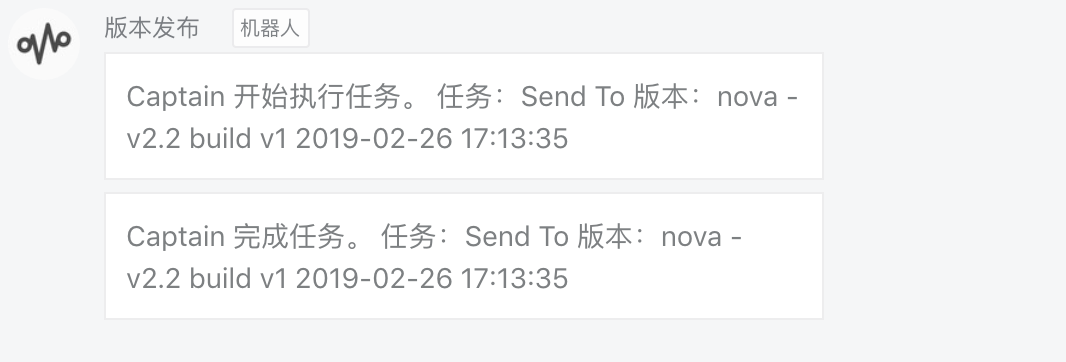 版本发布 机器人
Captain 开始执行任务。 任务：Send To 版本：nova -
v2.2 build v1 2019-02-26 17:13:35
Captain 完成任务。 任务：Send To 版本：nova -
v2.2 build v1 2019-02-26 17:13:35